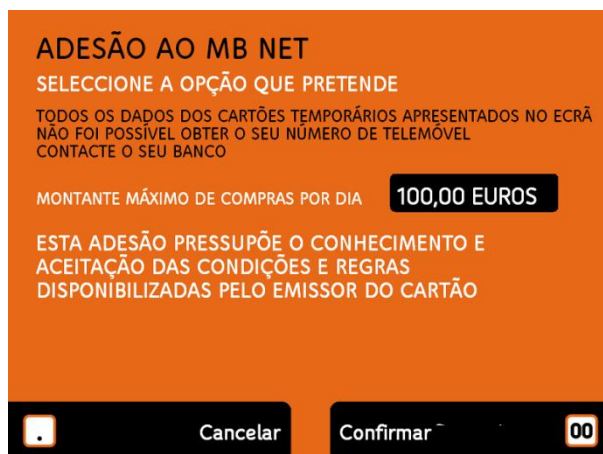 ADESÃO AO MB NET
SELECCIONE A OPÇÃO QUE PRETENDE
TODOS OS DADOS DOS CARTÕES TEMPORÁRIOS APRESENTADOS NO ECRÃ
NÃO FOI POSSÍVEL OBTER O SEU NÚMERO DE TELEMÓVEL
CONTACTE O SEU BANCO
MONTANTE MÁXIMO DE COMPRAS POR DIA 100,00 EUROS
ESTA ADESÃO PRESSUPÕE O CONHECIMENTO E
ACEITAÇÃO DAS CONDIÇÕES E REGRAS
DISPONIBILIZADAS PELO EMISSOR DO CARTÃO
. Cancelar Confirmar 00